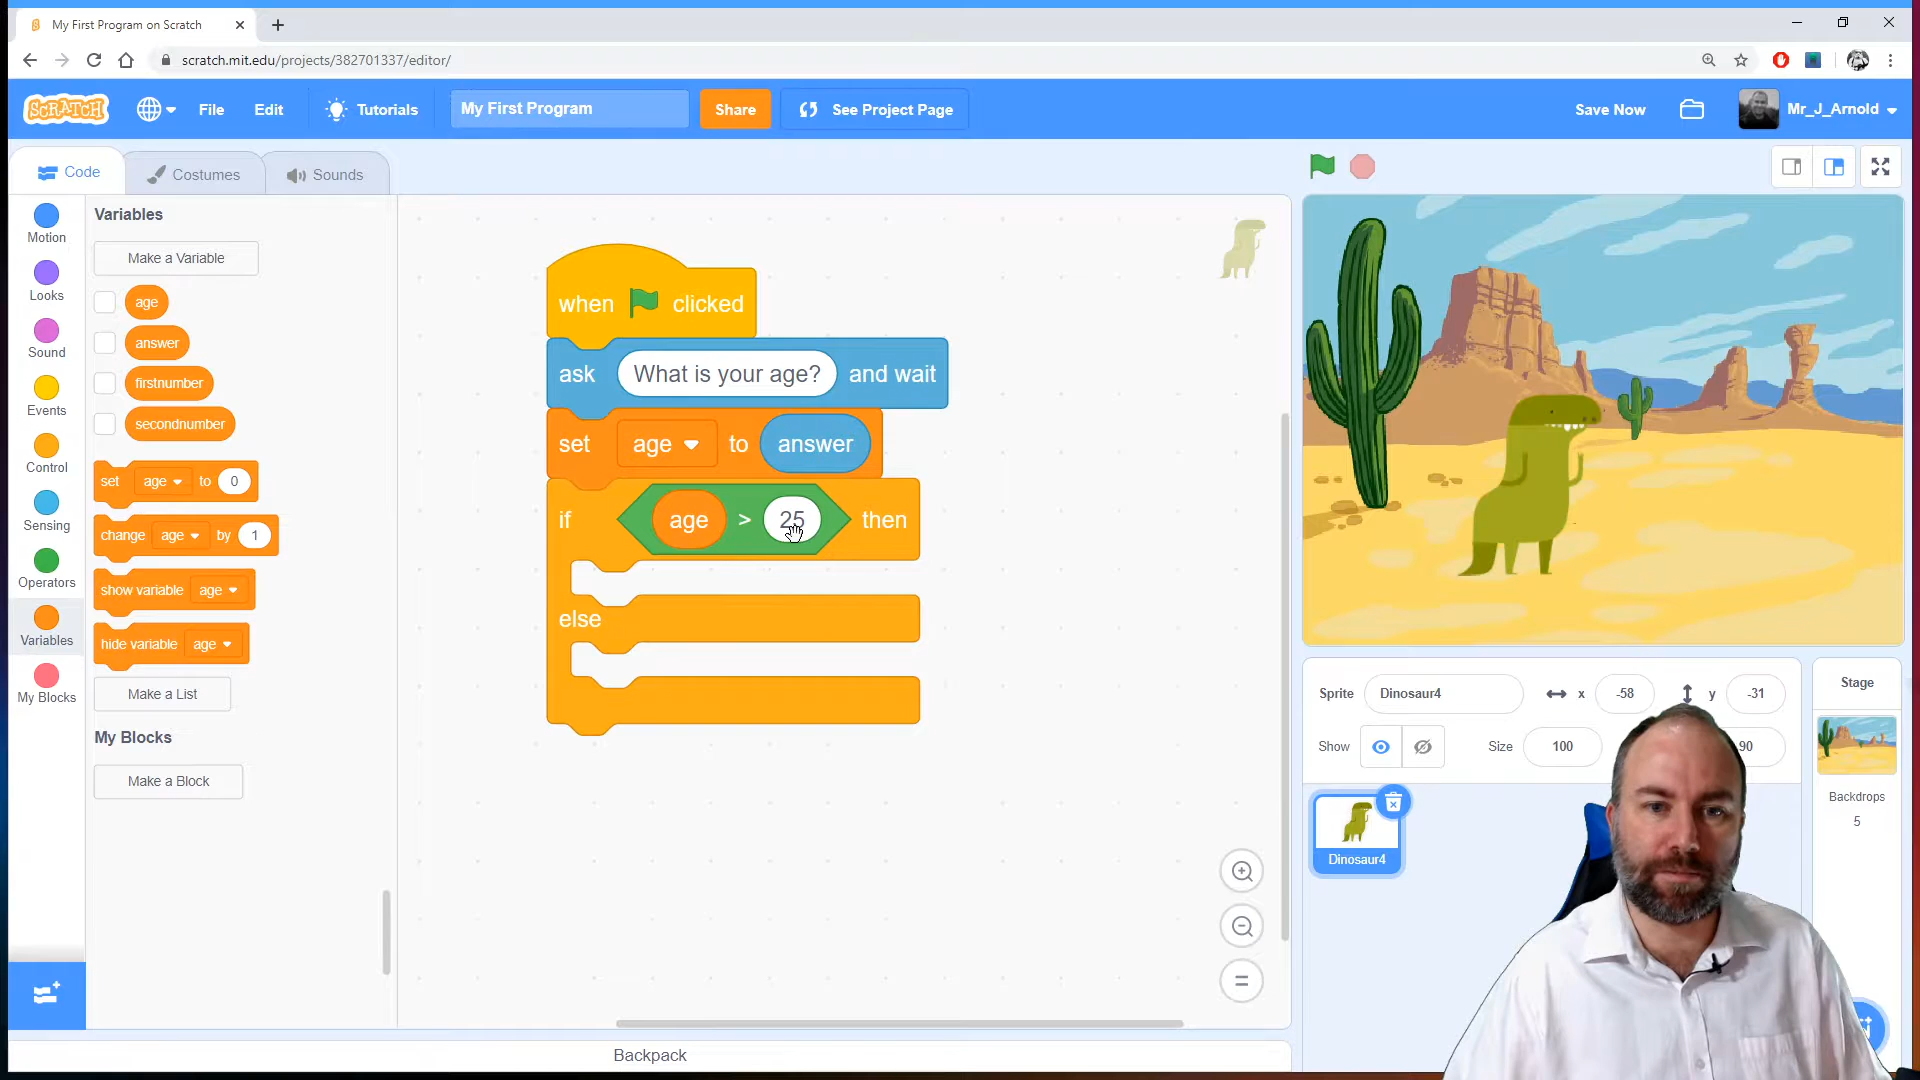 My First Program on Scratch
scratch.mit.edu/projects/382701337/editor/
SCRATCH
File
Edit
Tutorials
My First Program
Share
See Project Page
Save Now
Mr_J_Arnold
Code
Costumes
Sounds
Motion
Looks
Sound
Events
Control
Sensing
Operators
Variables
My Blocks
Variables
Make a Variable
age
answer
firstnumber
secondnumber
set age to 0
change age by 1
show variable age
hide variable age
Make a List
My Blocks
Make a Block
when clicked
ask What is your age? and wait
set age to answer
if age > 25 then
else
Backpack
Sprite Dinosaur4 x -58 y -31
Show Size 100 90
Dinosaur4
Stage
Backdrops
5